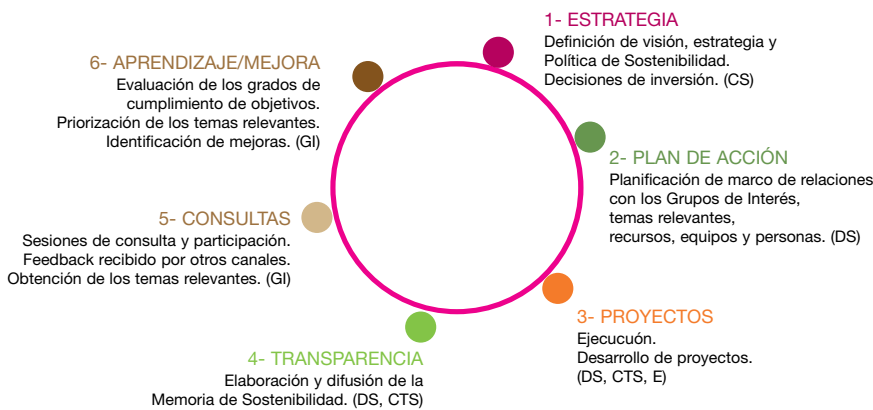 1- ESTRATEGIA
Definición de visión, estrategia y
Política de Sostenibilidad.
Decisiones de inversión. (CS)
2- PLAN DE ACCIÓN
Planificación de marco de relaciones
con los Grupos de Interés,
temas relevantes,
recursos, equipos y personas. (DS)
3- PROYECTOS
Ejecucuón.
Desarrollo de proyectos.
(DS, CTS, E)
4- TRANSPARENCIA
Elaboración y difusión de la
Memoria de Sostenibilidad. (DS, CTS)
5- CONSULTAS
Sesiones de consulta y participación.
Feedback recibido por otros canales.
Obtención de los temas relevantes. (GI)
6- APRENDIZAJE/MEJORA
Evaluación de los grados de
cumplimiento de objetivos.
Priorización de los temas relevantes.
Identificación de mejoras. (GI)